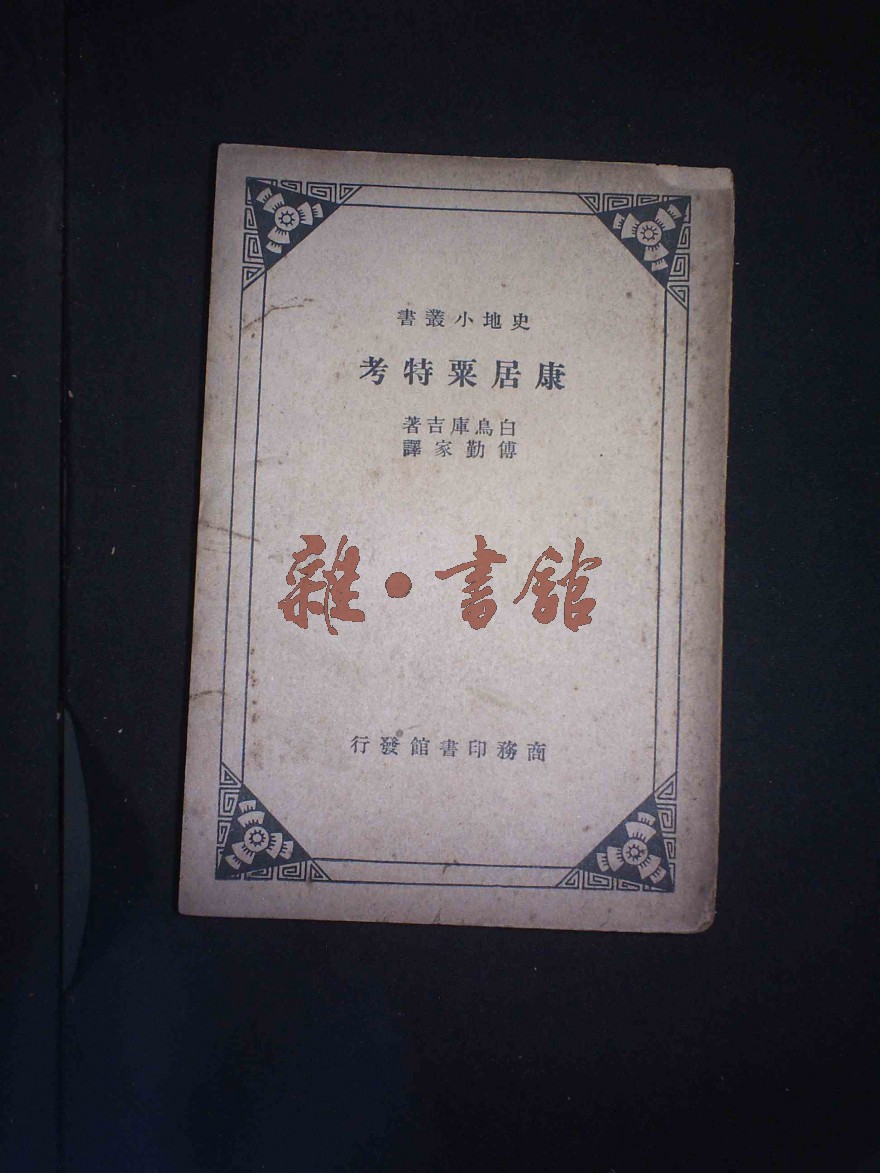 史地小叢書
康居粟特考
白鳥庫吉著
傅勤家譯
雜·書館
商務印書館發行